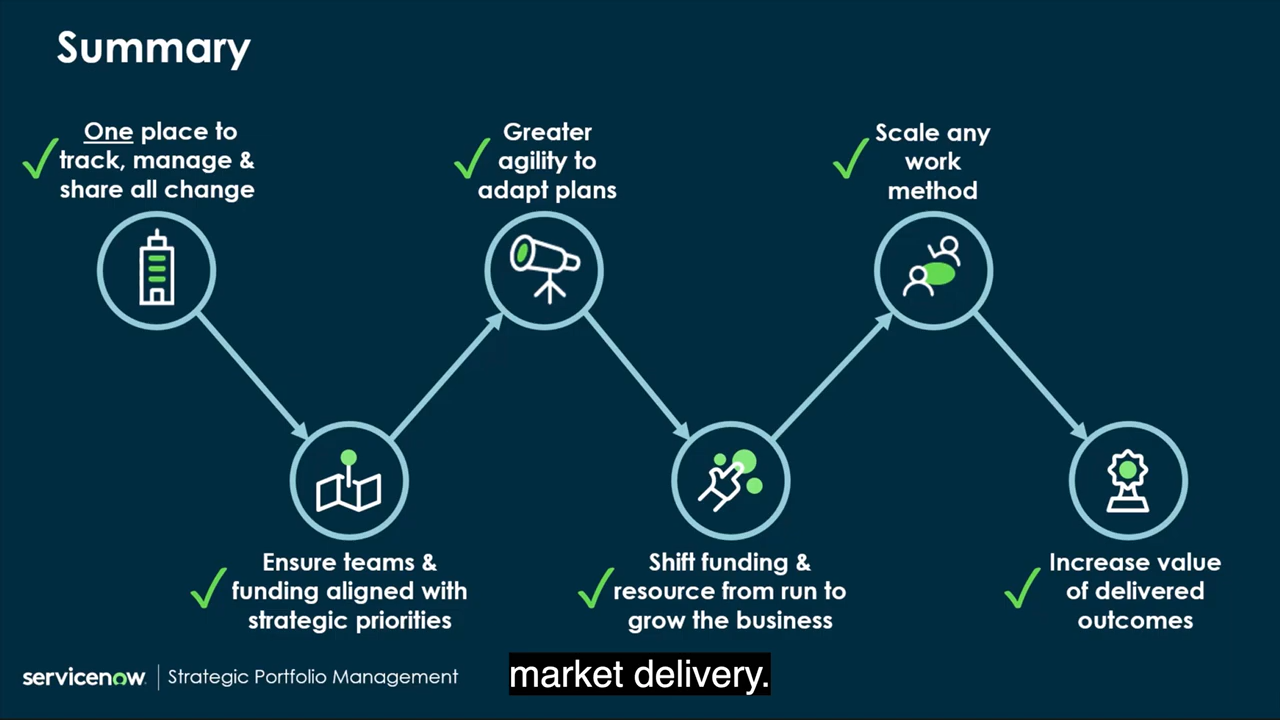 Summary
One place to
track, manage &
share all change
Greater
agility to
adapt plans
Scale any
work
method
Ensure teams &
funding aligned with
strategic priorities
Shift funding &
resource from run to
grow the business
Increase value
of delivered
outcomes
servicenow. Strategic Portfolio Management
market delivery.